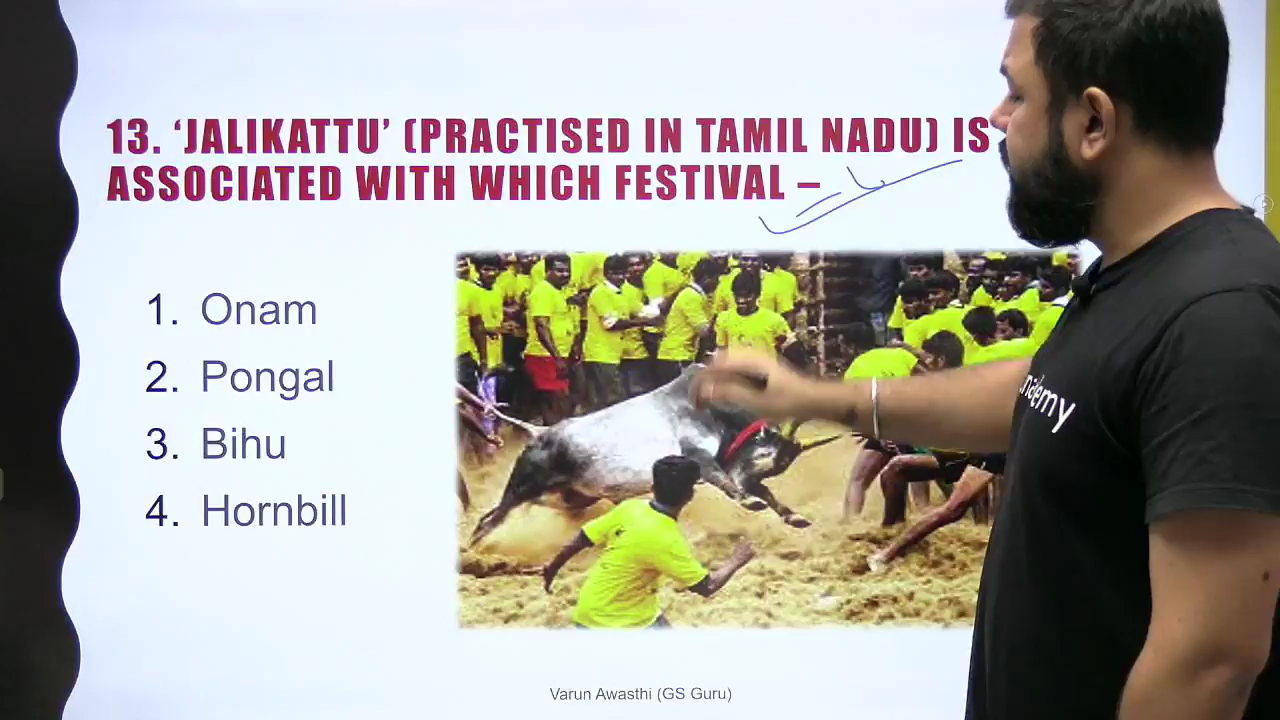 13. ‘JALIKATTU’ (PRACTISED IN TAMIL NADU) IS
ASSOCIATED WITH WHICH FESTIVAL –
1. Onam
2. Pongal
3. Bihu
4. Hornbill
Varun Awasthi (GS Guru)